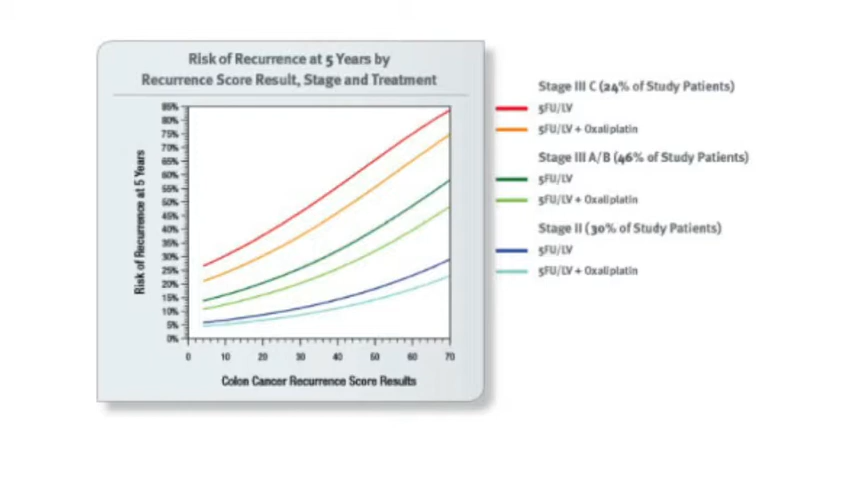 Risk of Recurrence at 5 Years by
Recurrence Score Result, Stage and Treatment
Risk of Recurrence at 5 Years
85%
80%
75%
70%
65%
60%
55%
50%
45%
40%
35%
30%
25%
20%
15%
10%
5%
0%
0 10 20 30 40 50 60 70
Colon Cancer Recurrence Score Results
Stage III C (24% of Study Patients)
5FU/LV
5FU/LV + Oxaliplatin
Stage III A/B (46% of Study Patients)
5FU/LV
5FU/LV + Oxaliplatin
Stage II (30% of Study Patients)
5FU/LV
5FU/LV + Oxaliplatin